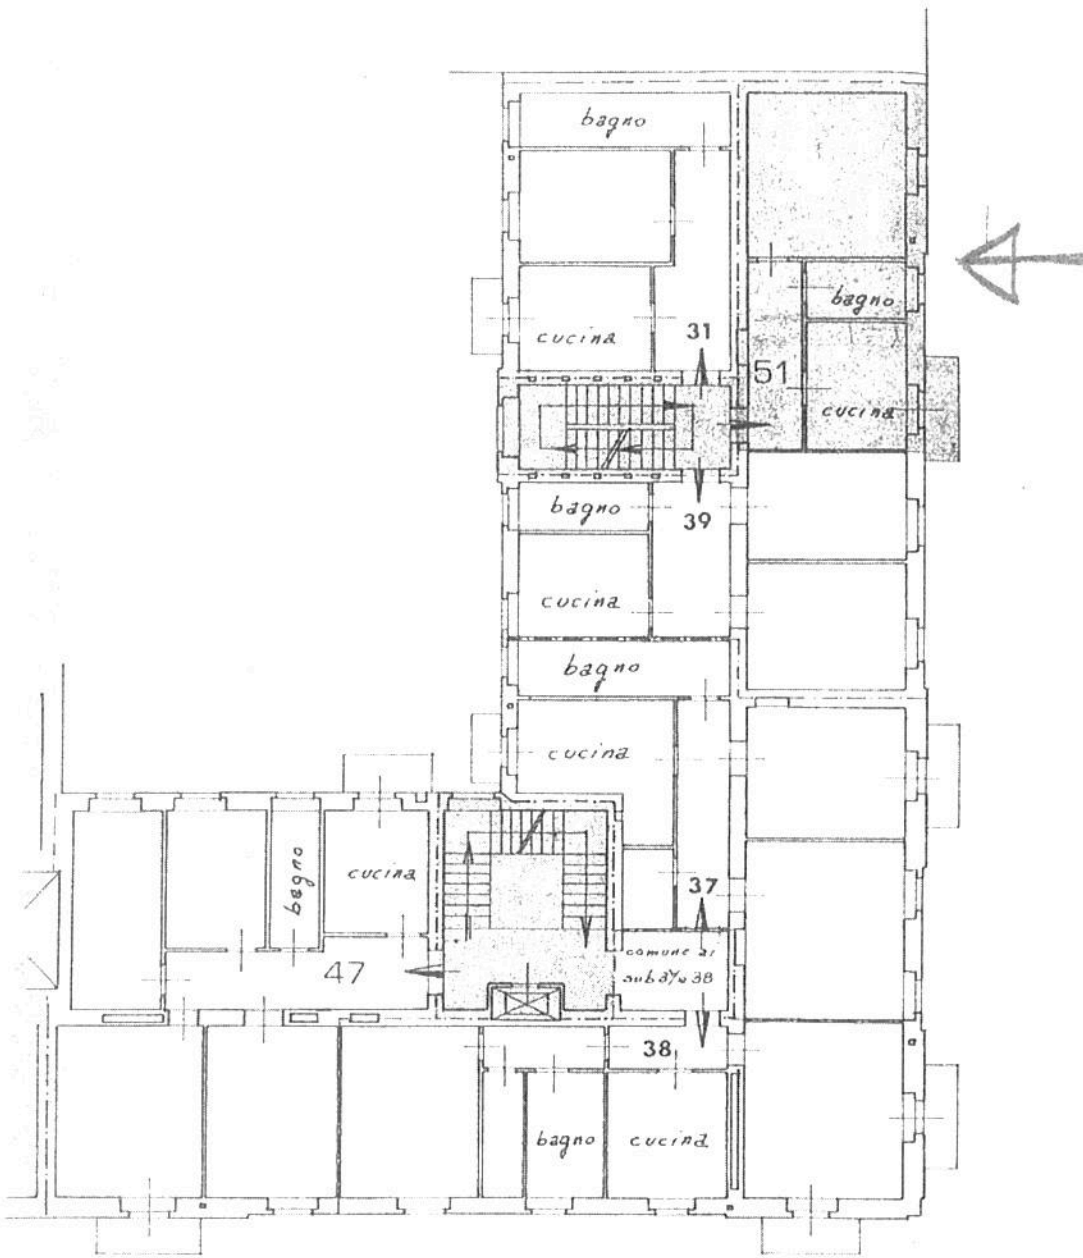 bagno
cucina
31
51
bagno
cucina
bagno
39
cucina
bagno
cucina
bagno
cucina
37
47
comune ai
sub 37 e 38
38
bagno
cucina